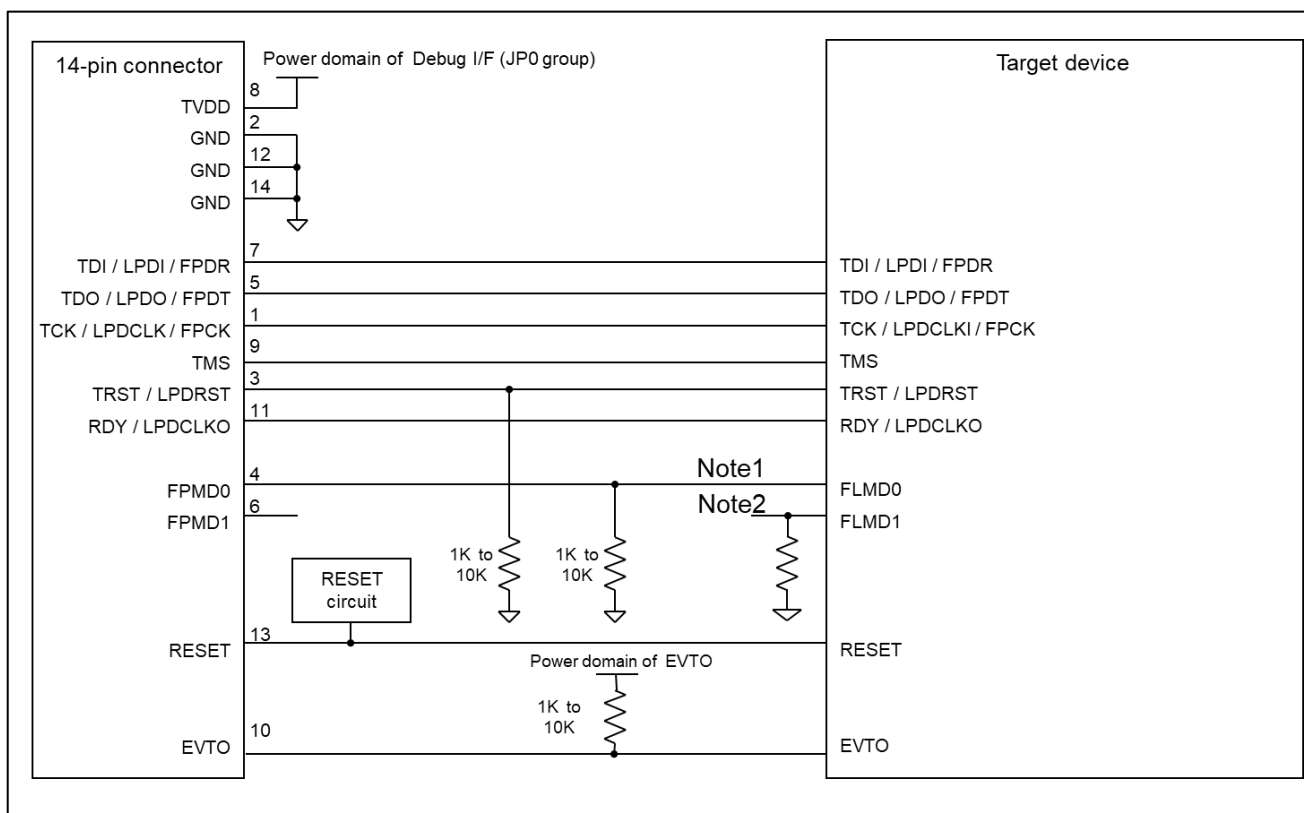 14-pin connector
Power domain of Debug I/F (JP0 group)
Target device
8
TVDD
2
GND
12
GND
14
GND
7
TDI / LPDI / FPDR
TDI / LPDI / FPDR
5
TDO / LPDO / FPDT
TDO / LPDO / FPDT
1
TCK / LPDCLK / FPCK
TCK / LPDCLKI / FPCK
9
TMS
TMS
3
TRST / LPDRST
TRST / LPDRST
11
RDY / LPDCLKO
RDY / LPDCLKO
4
Note1
FPMD0
FLMD0
6
Note2
FPMD1
FLMD1
1K to
10K
1K to
10K
RESET
circuit
13
RESET
RESET
Power domain of EVTO
1K to
10K
10
EVTO
EVTO